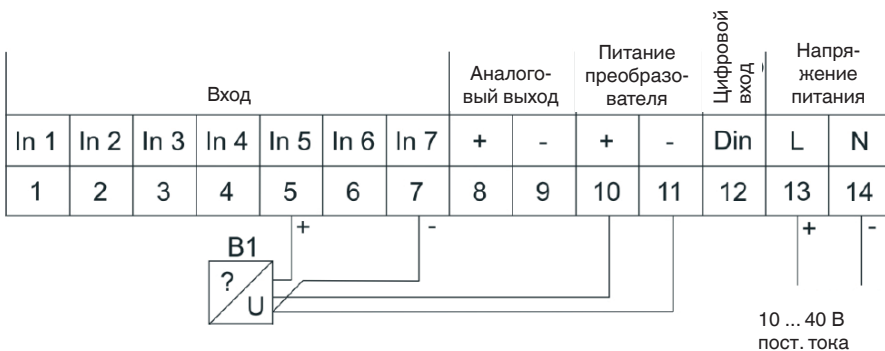 Вход
Аналого-
вый выход
Питание
преобразо-
вателя
Цифровой
вход
Напря-
жение
питания
In 1 In 2 In 3 In 4 In 5 In 6 In 7 + - + - Din L N
1 2 3 4 5 6 7 8 9 10 11 12 13 14
+ - + -
B1
?
U
10 ... 40 В
пост. тока